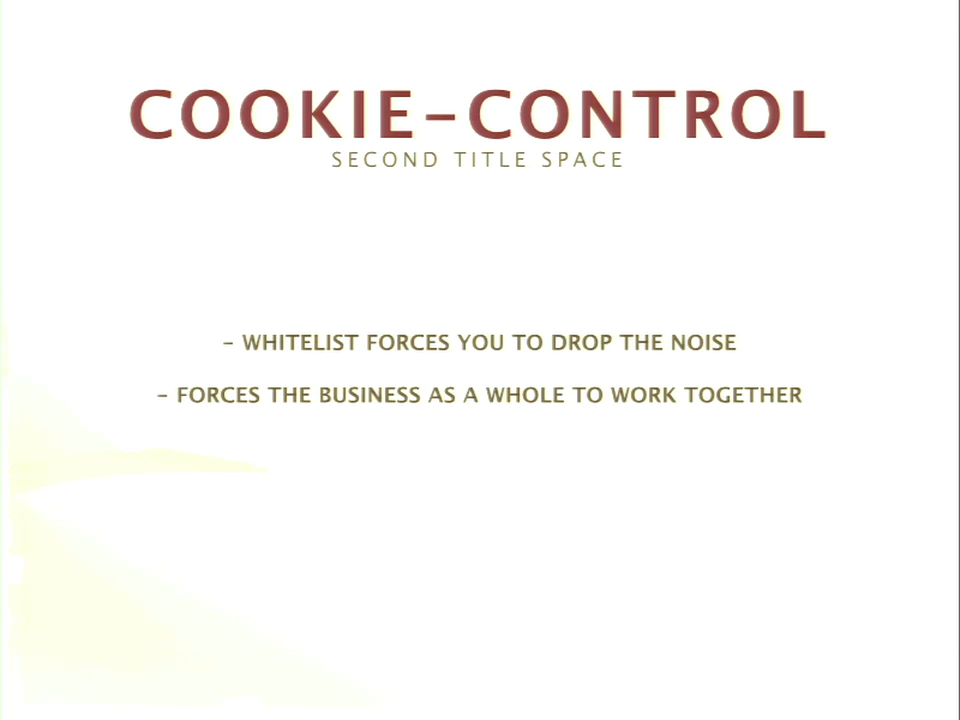 COOKIE-CONTROL
SECOND TITLE SPACE
- WHITELIST FORCES YOU TO DROP THE NOISE
- FORCES THE BUSINESS AS A WHOLE TO WORK TOGETHER